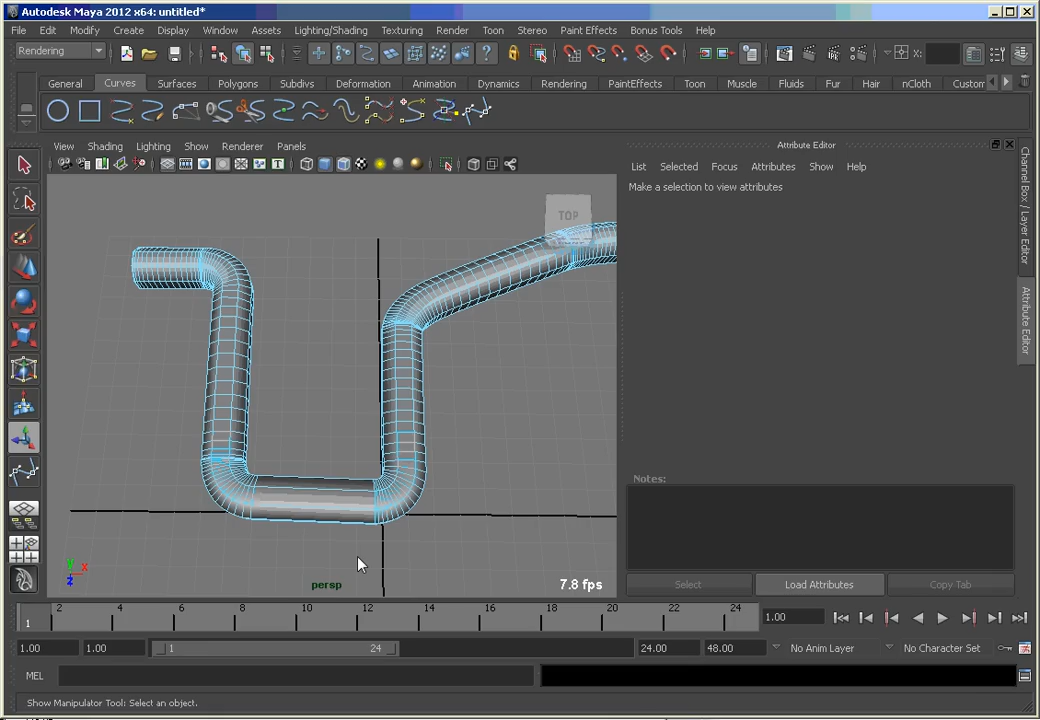 Autodesk Maya 2012 x64: untitled*
File Edit Modify Create Display Window Assets Lighting/Shading Texturing Render Toon Stereo Paint Effects Bonus Tools Help
Rendering X:
General Curves Surfaces Polygons Subdivs Deformation Animation Dynamics Rendering PaintEffects Toon Muscle Fluids Fur Hair nCloth Custom
View Shading Lighting Show Renderer Panels
Attribute Editor
List Selected Focus Attributes Show Help
Make a selection to view attributes
Channel Box / Layer Editor
Attribute Editor
TOP
y x
z
persp
7.8 fps
Notes:
Select Load Attributes Copy Tab
1 2 4 6 8 10 12 14 16 18 20 22 24 1.00
1.00 1.00 1 24 24.00 48.00 No Anim Layer No Character Set
MEL
Show Manipulator Tool: Select an object.